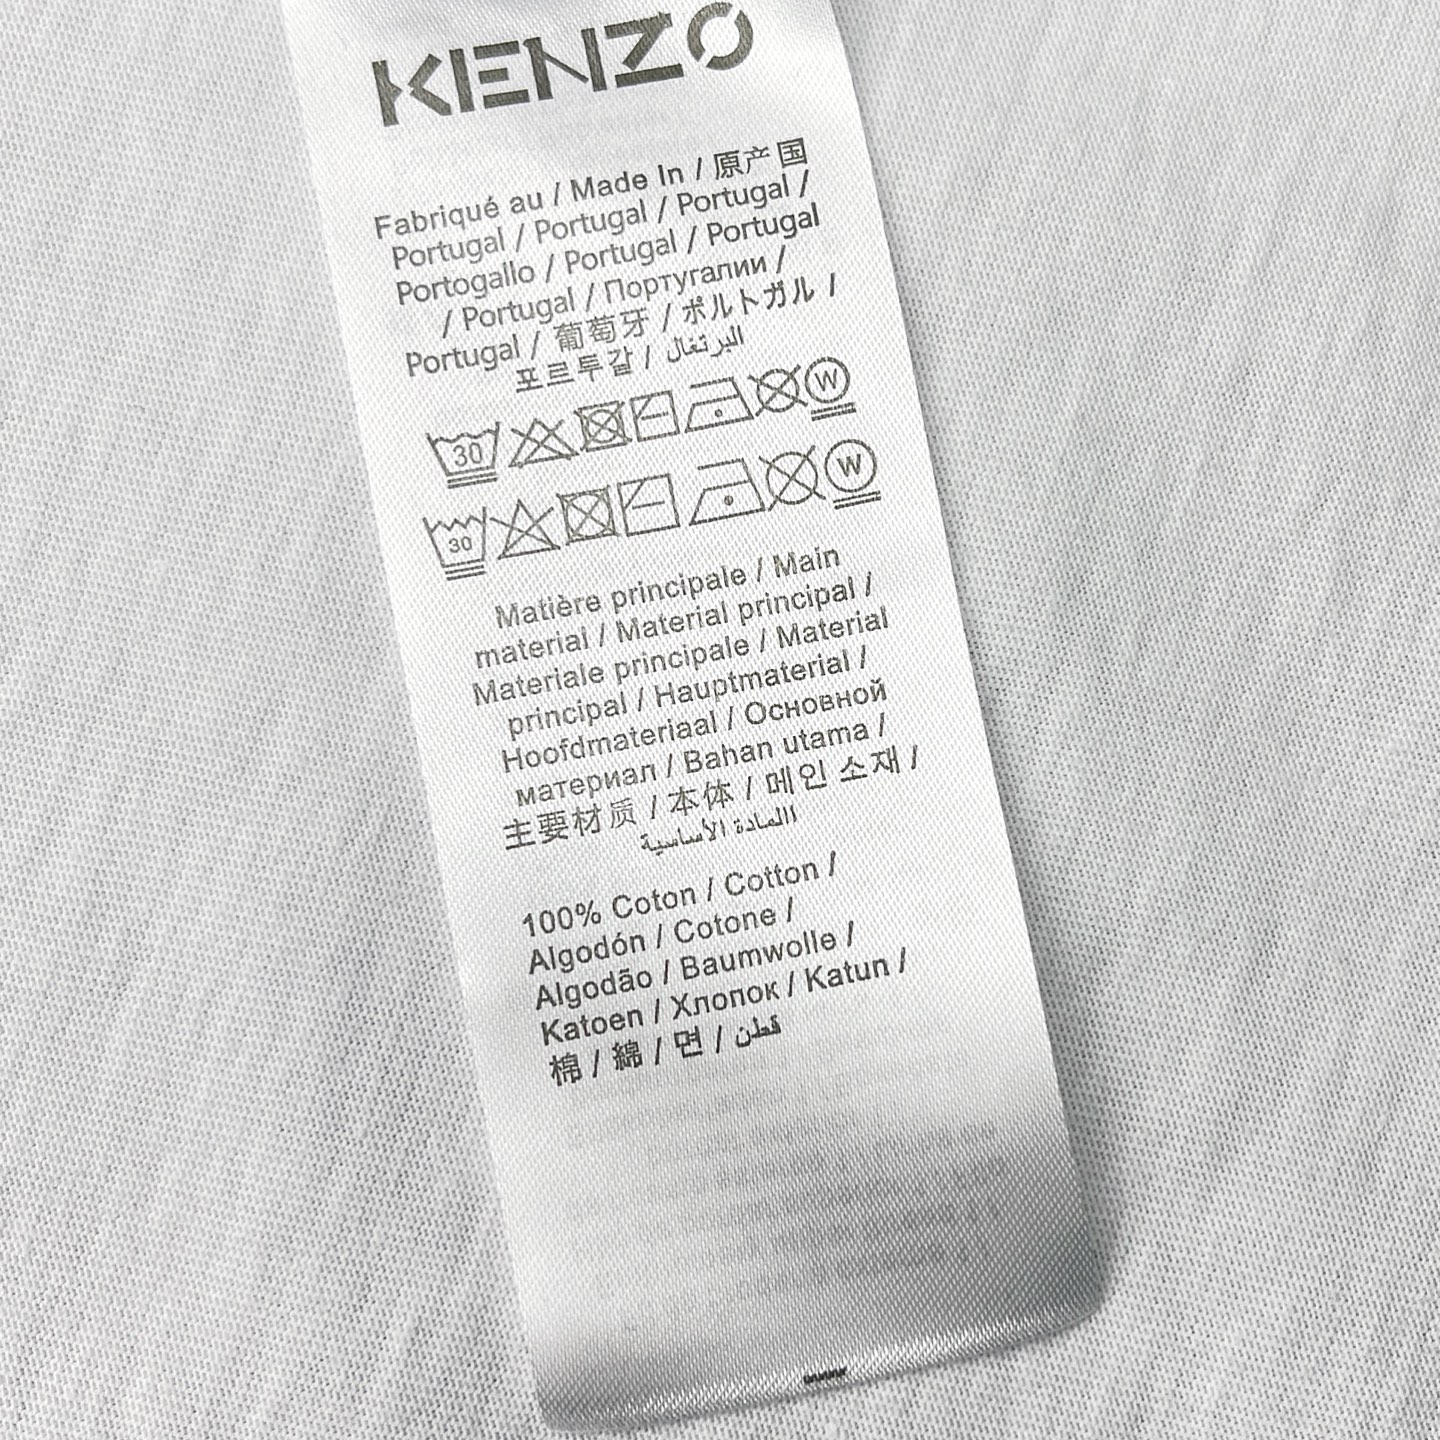 KENZO
Fabriqué au / Made In / 原产国
Portugal / Portugal / Portugal /
Portogallo / Portugal / Portugal
/ Portugal / Португалии /
Portugal / 葡萄牙 / ポルトガル /
포르투갈 / البرتغال
30 W
30 W
Matière principale / Main
material / Material principal /
Materiale principale / Material
principal / Hauptmaterial /
Hoofdmateriaal / Основной
материал / Bahan utama /
主要材质 / 本体 / 메인 소재 /
االمادة الأساسية
100% Coton / Cotton /
Algodón / Cotone /
Algodão / Baumwolle /
Katoen / Хлопок / Katun /
棉 / 綿 / 면 / قطن